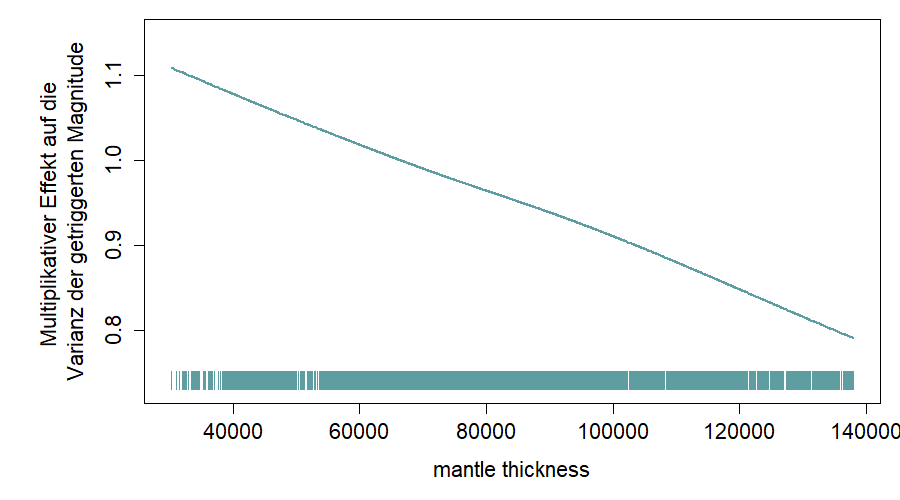 Multiplikativer Effekt auf die
Varianz der getriggerten Magnitude
1.1
1.0
0.9
0.8
40000 60000 80000 100000 120000 140000
mantle thickness